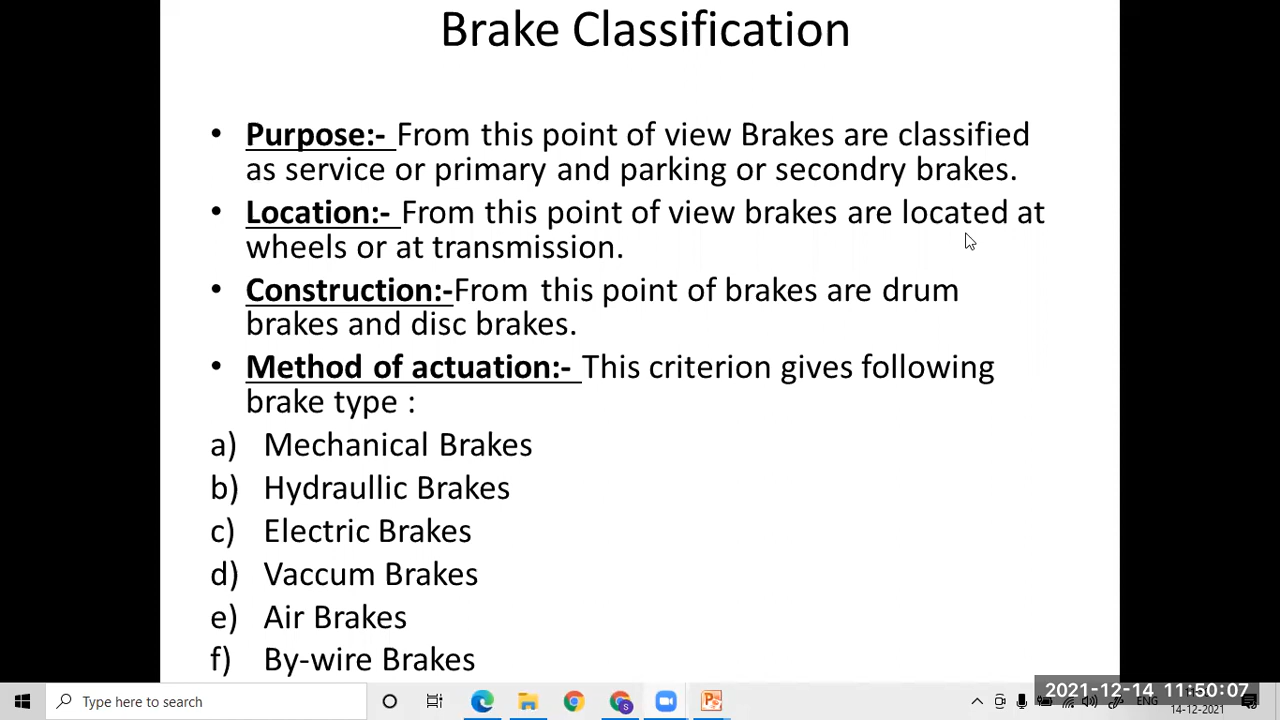 Brake Classification
• Purpose:- From this point of view Brakes are classified
as service or primary and parking or secondry brakes.
• Location:- From this point of view brakes are located at
wheels or at transmission.
• Construction:-From this point of brakes are drum
brakes and disc brakes.
• Method of actuation:- This criterion gives following
brake type :
a) Mechanical Brakes
b) Hydraullic Brakes
c) Electric Brakes
d) Vaccum Brakes
e) Air Brakes
f) By-wire Brakes
Type here to search
ENG
2021-12-14 11:50:07
14-12-2021